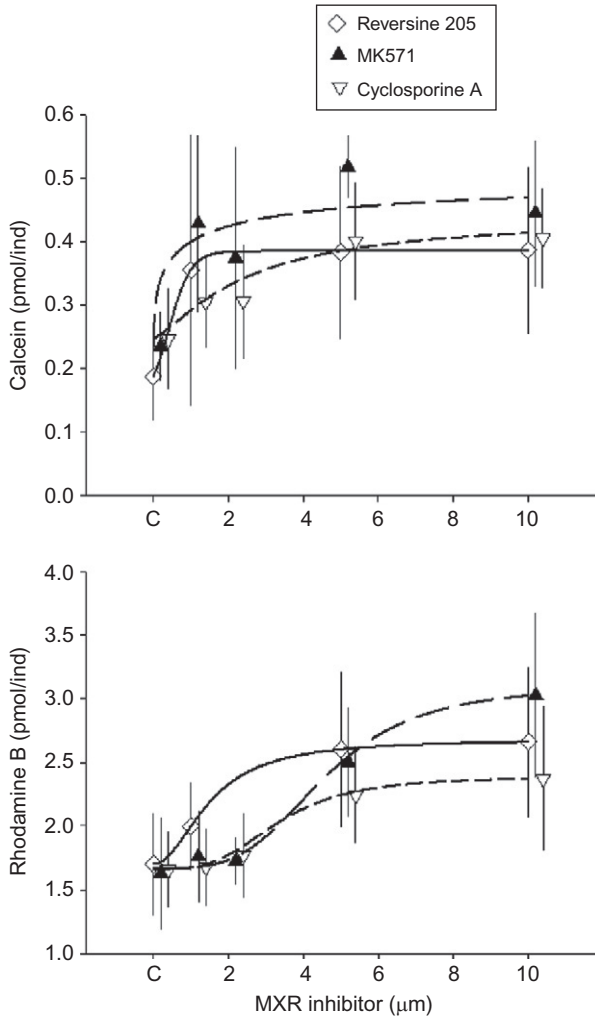 Reversine 205
MK571
Cyclosporine A
0.6
0.5
0.4
0.3
0.2
0.1
0.0
Calcein (pmol/ind)
C 2 4 6 8 10
4.0
3.5
3.0
2.5
2.0
1.5
1.0
Rhodamine B (pmol/ind)
C 2 4 6 8 10
MXR inhibitor (μm)